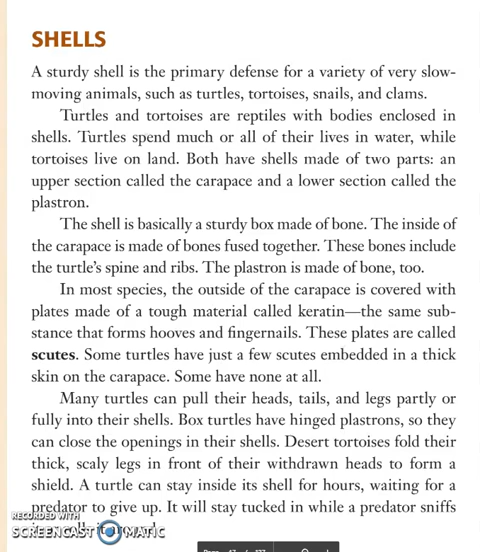 SHELLS
A sturdy shell is the primary defense for a variety of very slow-
moving animals, such as turtles, tortoises, snails, and clams.
Turtles and tortoises are reptiles with bodies enclosed in
shells. Turtles spend much or all of their lives in water, while
tortoises live on land. Both have shells made of two parts: an
upper section called the carapace and a lower section called the
plastron.
The shell is basically a sturdy box made of bone. The inside of
the carapace is made of bones fused together. These bones include
the turtle's spine and ribs. The plastron is made of bone, too.
In most species, the outside of the carapace is covered with
plates made of a tough material called keratin—the same sub-
stance that forms hooves and fingernails. These plates are called
scutes. Some turtles have just a few scutes embedded in a thick
skin on the carapace. Some have none at all.
Many turtles can pull their heads, tails, and legs partly or
fully into their shells. Box turtles have hinged plastrons, so they
can close the openings in their shells. Desert tortoises fold their
thick, scaly legs in front of their withdrawn heads to form a
shield. A turtle can stay inside its shell for hours, waiting for a
predator to give up. It will stay tucked in while a predator sniffs
RECORDED WITH
SCREENCAST MATIC